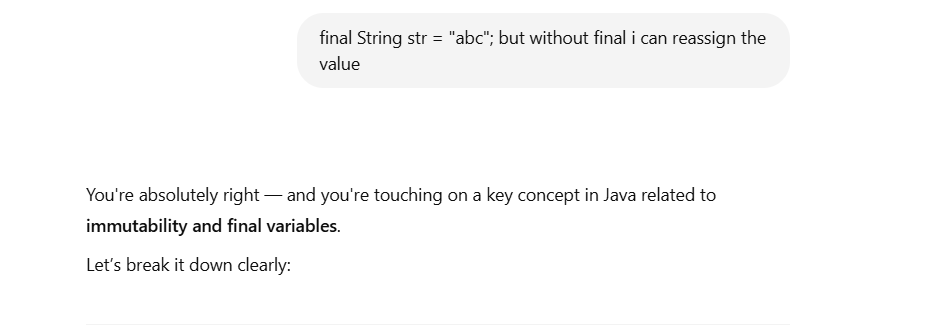 final String str = "abc"; but without final i can reassign the
value
You're absolutely right — and you're touching on a key concept in Java related to
immutability and final variables.
Let’s break it down clearly: